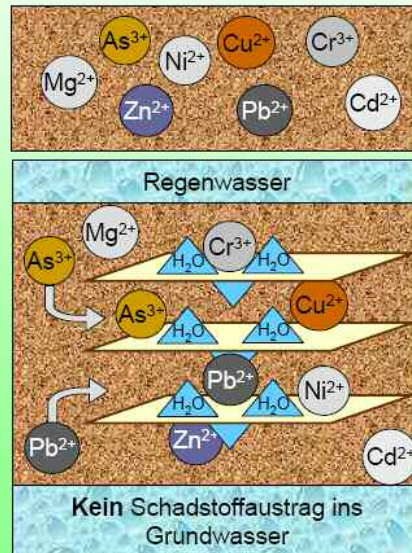 As³⁺ Ni²⁺ Cu²⁺ Cr³⁺
Mg²⁺ Zn²⁺ Pb²⁺ Cd²⁺
Regenwasser
Mg²⁺ Cr³⁺
H₂O H₂O
As³⁺
As³⁺ Cu²⁺
H₂O H₂O
Pb²⁺ Ni²⁺
H₂O H₂O
Pb²⁺ Zn²⁺ Cd²⁺
Kein Schadstoffaustrag ins
Grundwasser